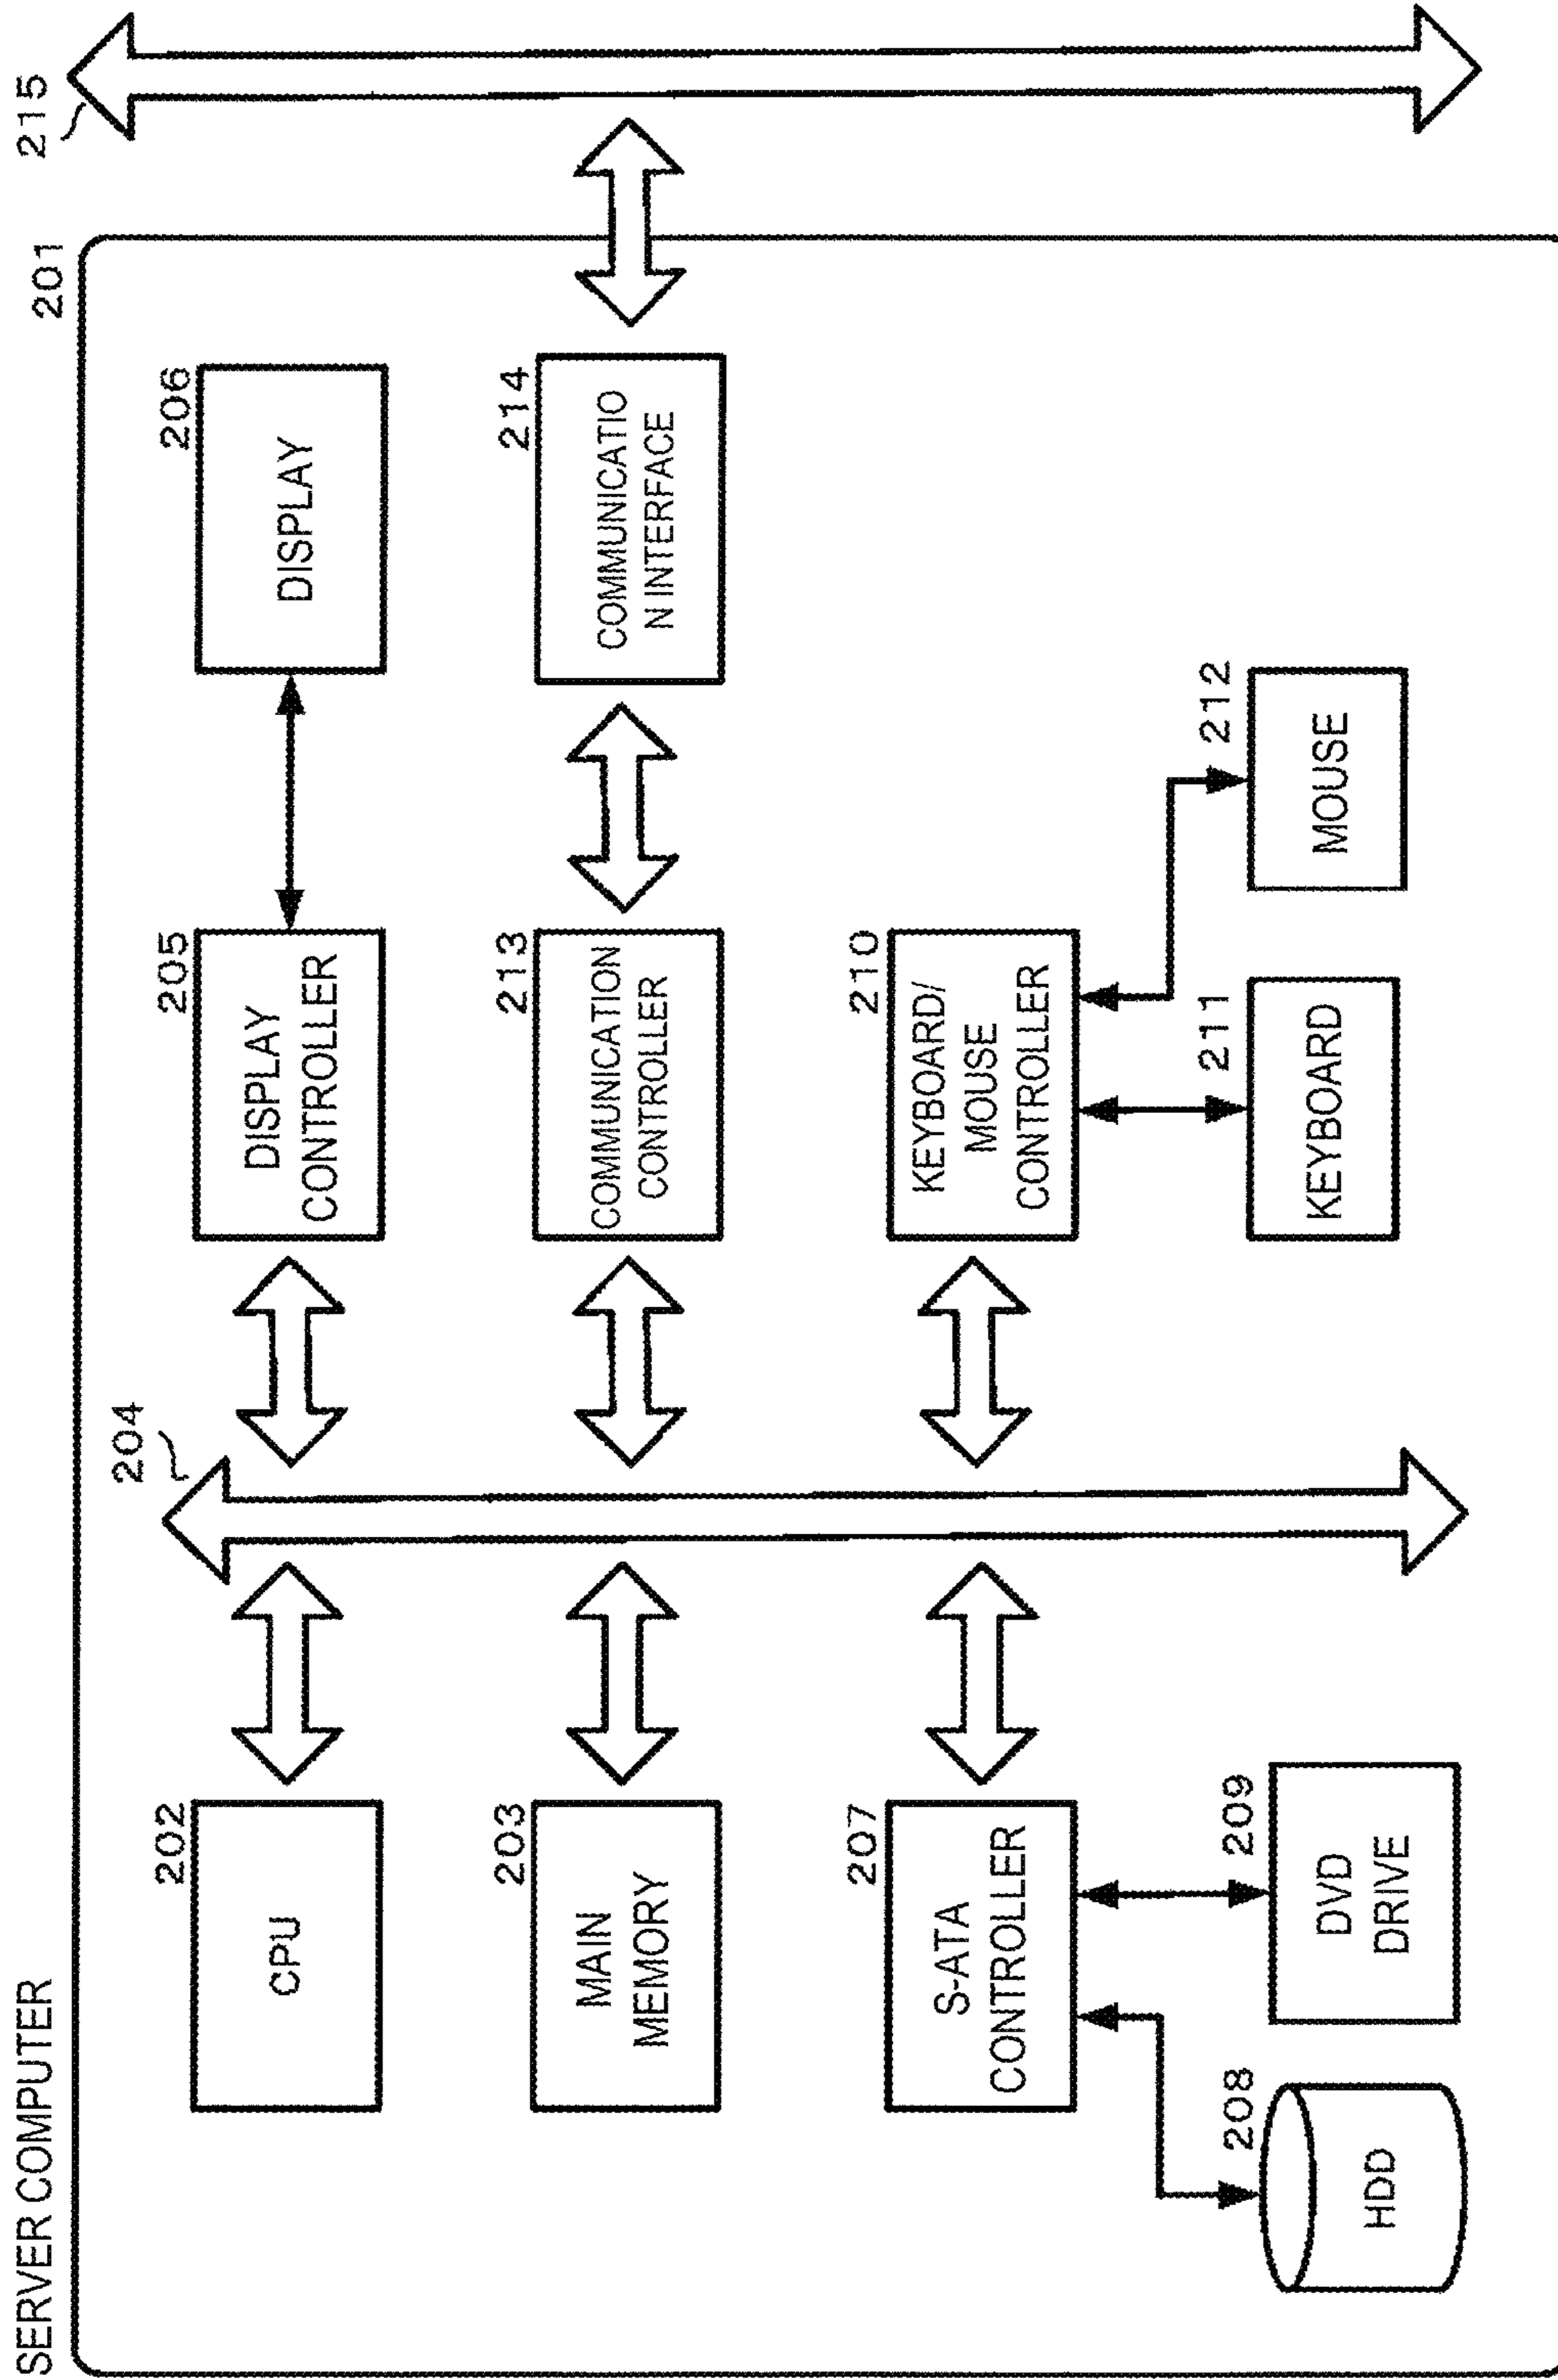 SERVER COMPUTER
201
215
202
CPU
204
205
DISPLAY
CONTROLLER
206
DISPLAY
203
MAIN
MEMORY
213
COMMUNICATION
CONTROLLER
214
COMMUNICATIO
N INTERFACE
207
S-ATA
CONTROLLER
210
KEYBOARD/
MOUSE
CONTROLLER
208
HDD
209
DVD
DRIVE
211
KEYBOARD
212
MOUSE